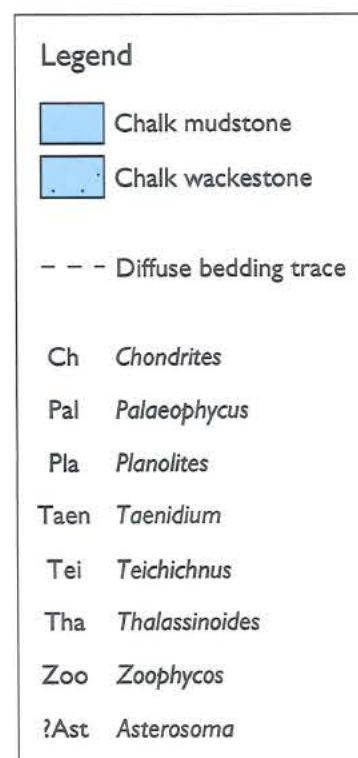 Legend
Chalk mudstone
Chalk wackestone
Diffuse bedding trace
Ch Chondrites
Pal Palaeophycus
Pla Planolites
Taen Taenidium
Tei Teichichnus
Tha Thalassinoides
Zoo Zoophycos
?Ast Asterosoma